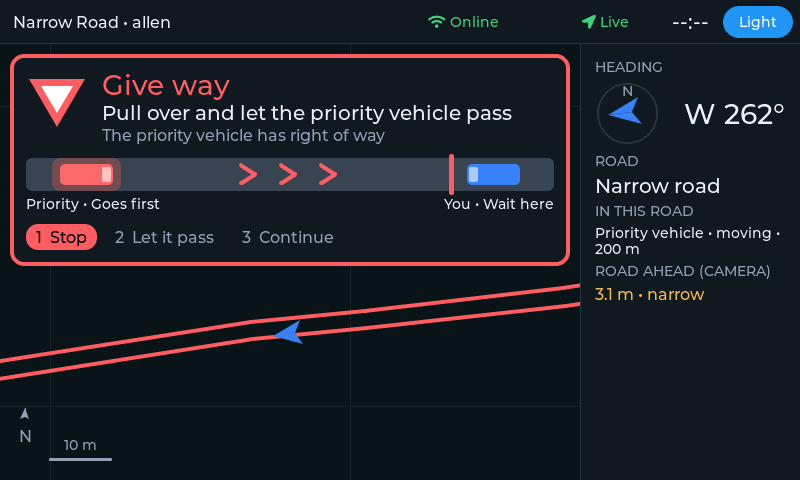 Narrow Road • allen
Online
Live
--:--
Light
Give way
Pull over and let the priority vehicle pass
The priority vehicle has right of way
Priority • Goes first
You • Wait here
1 Stop
2 Let it pass
3 Continue
N
10 m
HEADING
N
W 262°
ROAD
Narrow road
IN THIS ROAD
Priority vehicle • moving •
200 m
ROAD AHEAD (CAMERA)
3.1 m • narrow